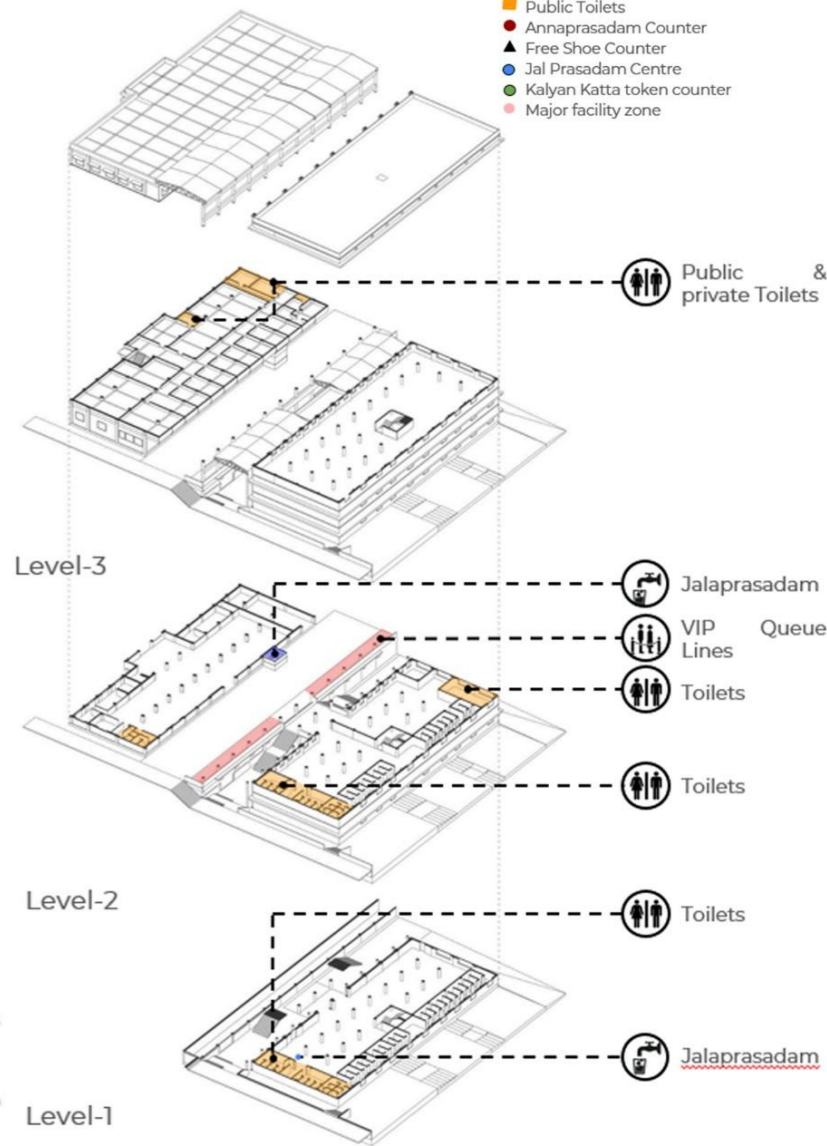 Public Toilets
Annaprasadam Counter
Free Shoe Counter
Jal Prasadam Centre
Kalyan Katta token counter
Major facility zone
Public &
private Toilets
Level-3
Jalaprasadam
VIP Queue
Lines
Toilets
Toilets
Level-2
Toilets
Jalaprasadam
Level-1